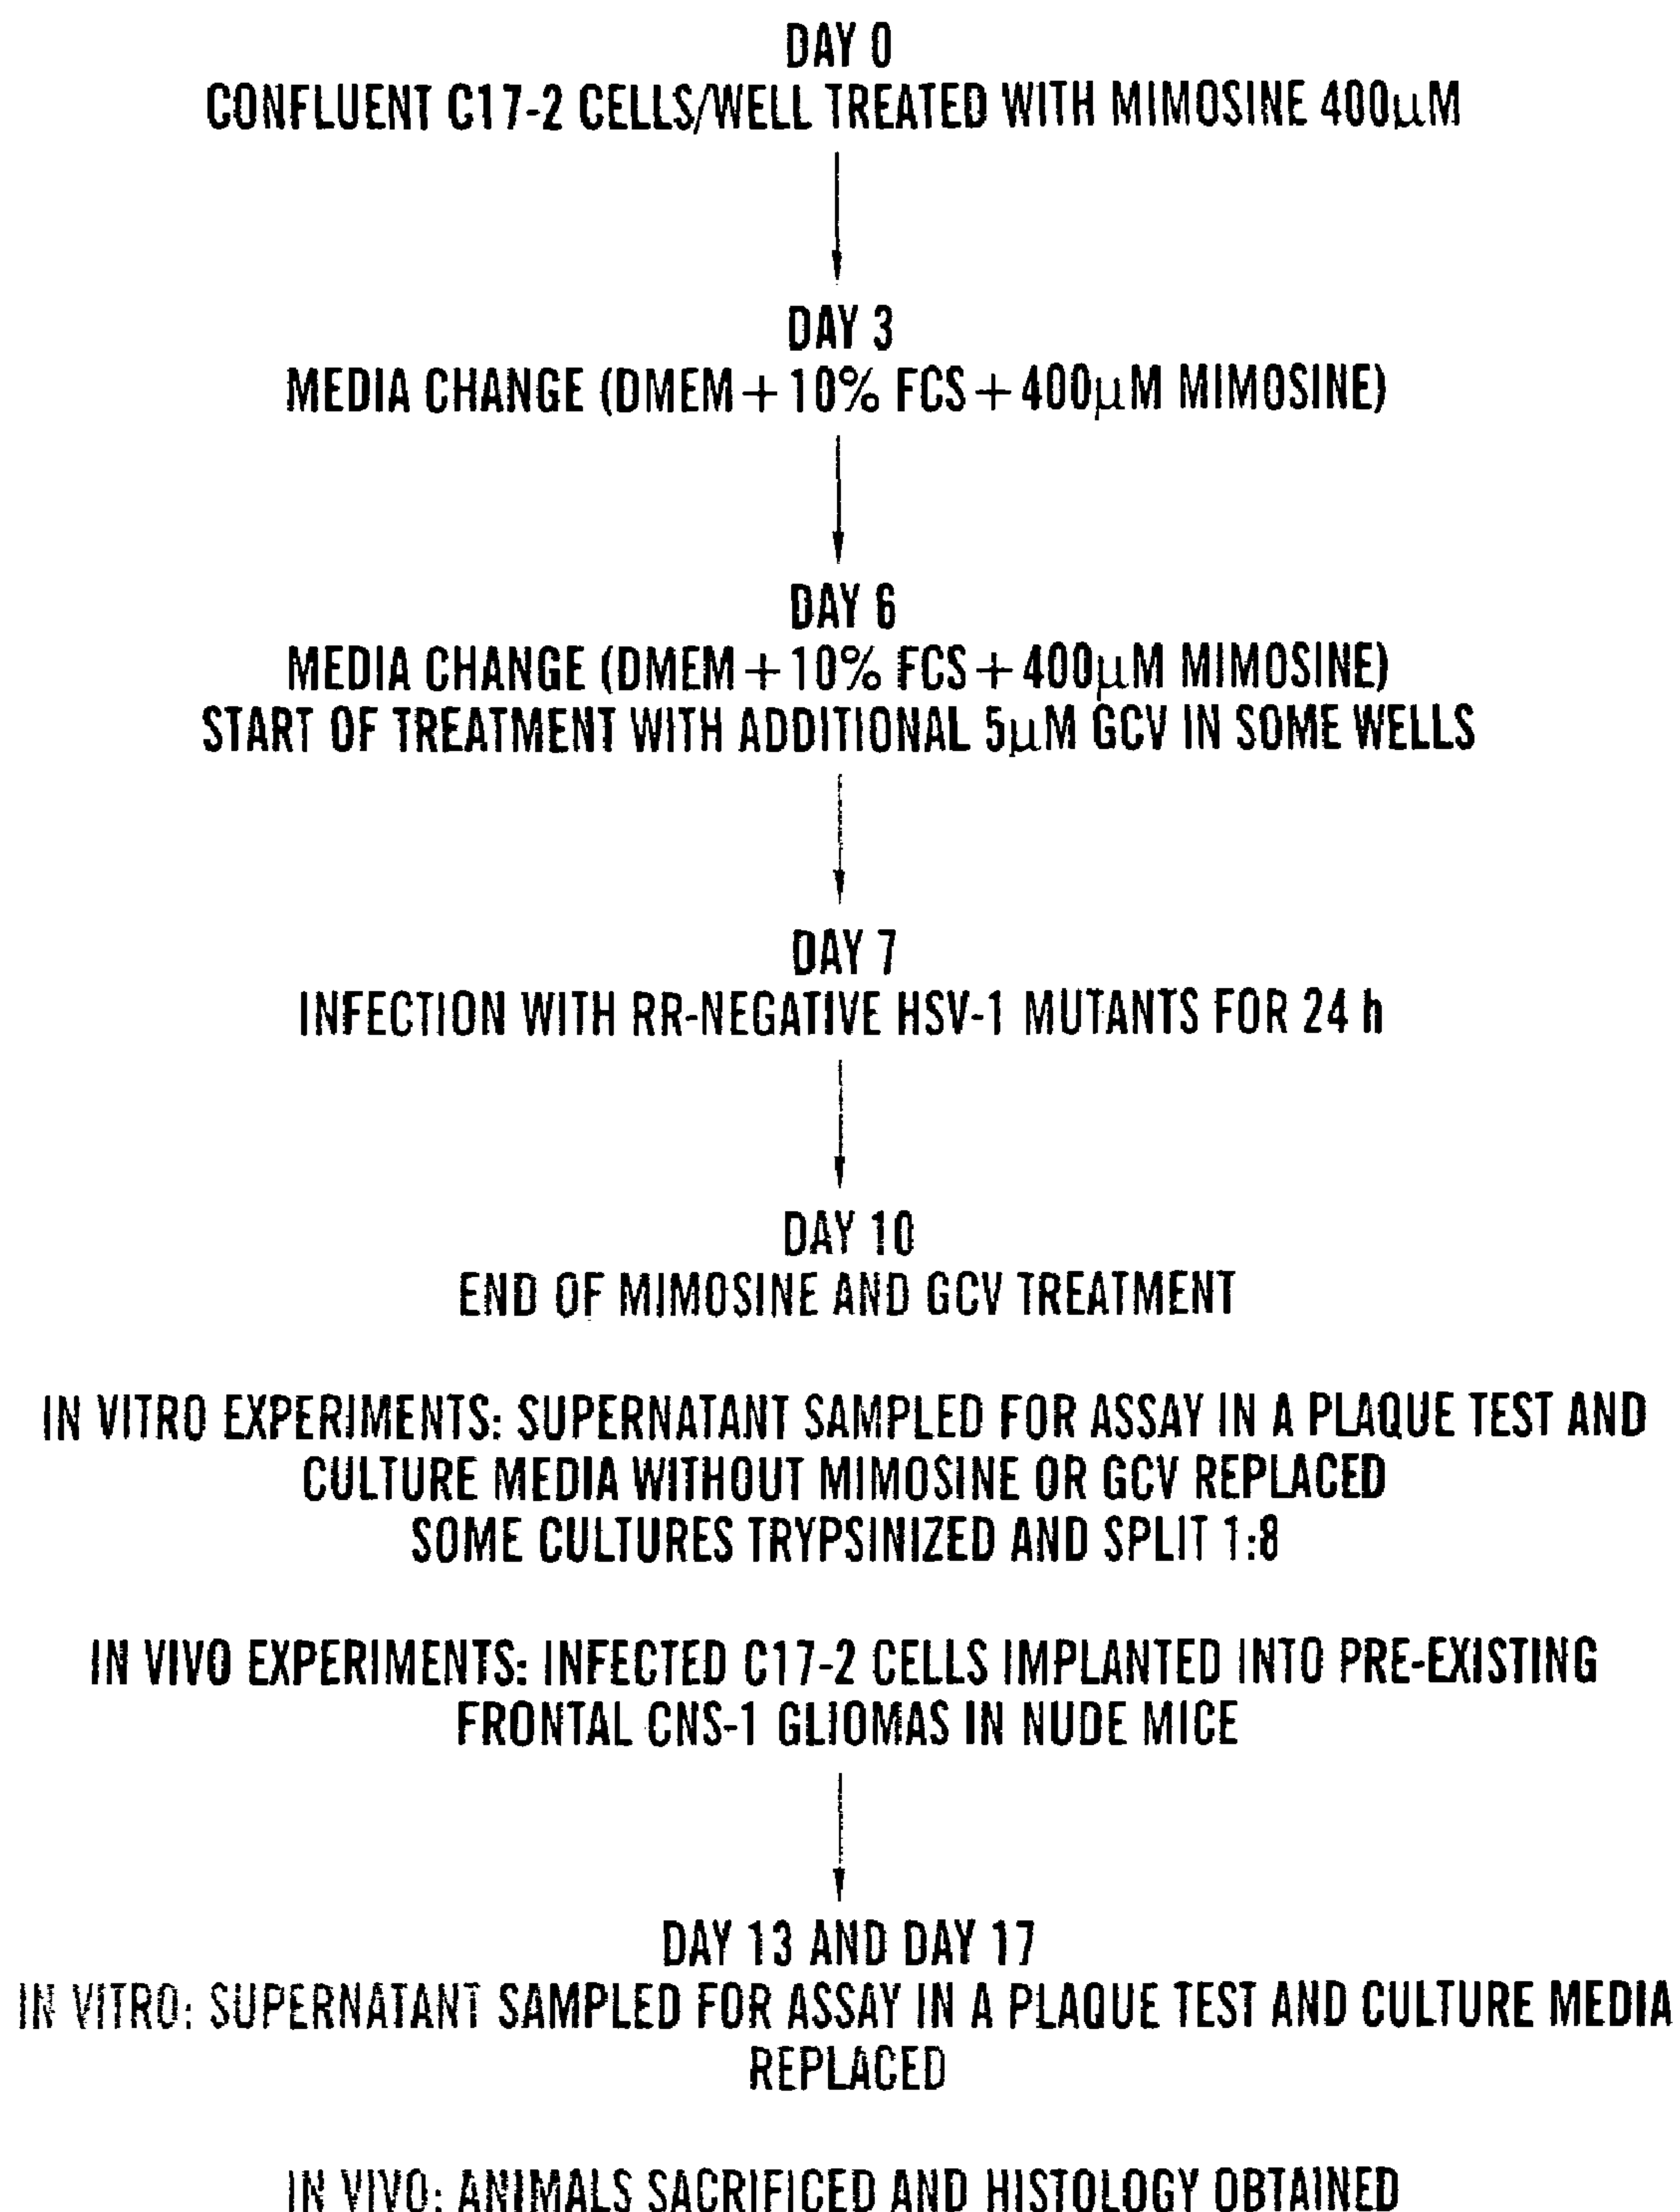 DAY 0
CONFLUENT C17-2 CELLS/WELL TREATED WITH MIMOSINE 400μM
DAY 3
MEDIA CHANGE (DMEM+10% FCS+400μM MIMOSINE)
DAY 6
MEDIA CHANGE (DMEM+10% FCS+400μM MIMOSINE)
START OF TREATMENT WITH ADDITIONAL 5μM GCV IN SOME WELLS
DAY 7
INFECTION WITH RR-NEGATIVE HSV-1 MUTANTS FOR 24 h
DAY 10
END OF MIMOSINE AND GCV TREATMENT
IN VITRO EXPERIMENTS: SUPERNATANT SAMPLED FOR ASSAY IN A PLAQUE TEST AND
CULTURE MEDIA WITHOUT MIMOSINE OR GCV REPLACED
SOME CULTURES TRYPSINIZED AND SPLIT 1:8
IN VIVO EXPERIMENTS: INFECTED C17-2 CELLS IMPLANTED INTO PRE-EXISTING
FRONTAL CNS-1 GLIOMAS IN NUDE MICE
DAY 13 AND DAY 17
IN VITRO: SUPERNATANT SAMPLED FOR ASSAY IN A PLAQUE TEST AND CULTURE MEDIA
REPLACED
IN VIVO: ANIMALS SACRIFICED AND HISTOLOGY OBTAINED